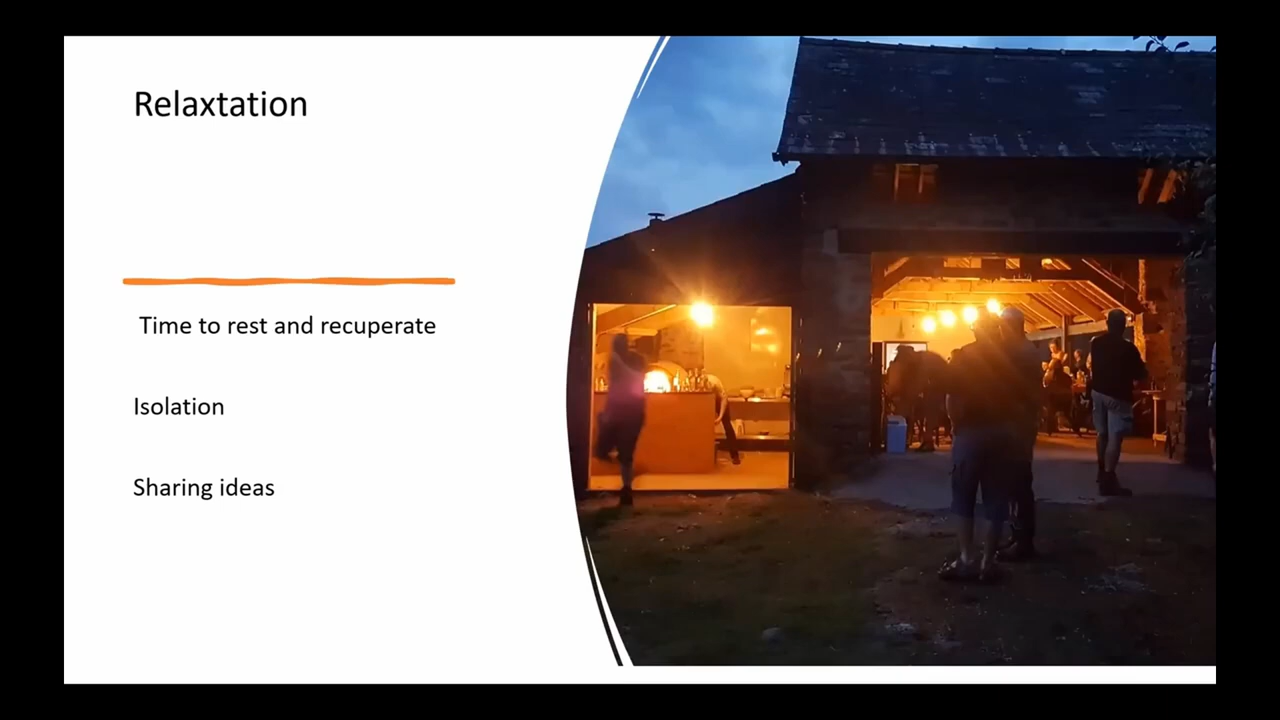 Relaxtation
Time to rest and recuperate
Isolation
Sharing ideas